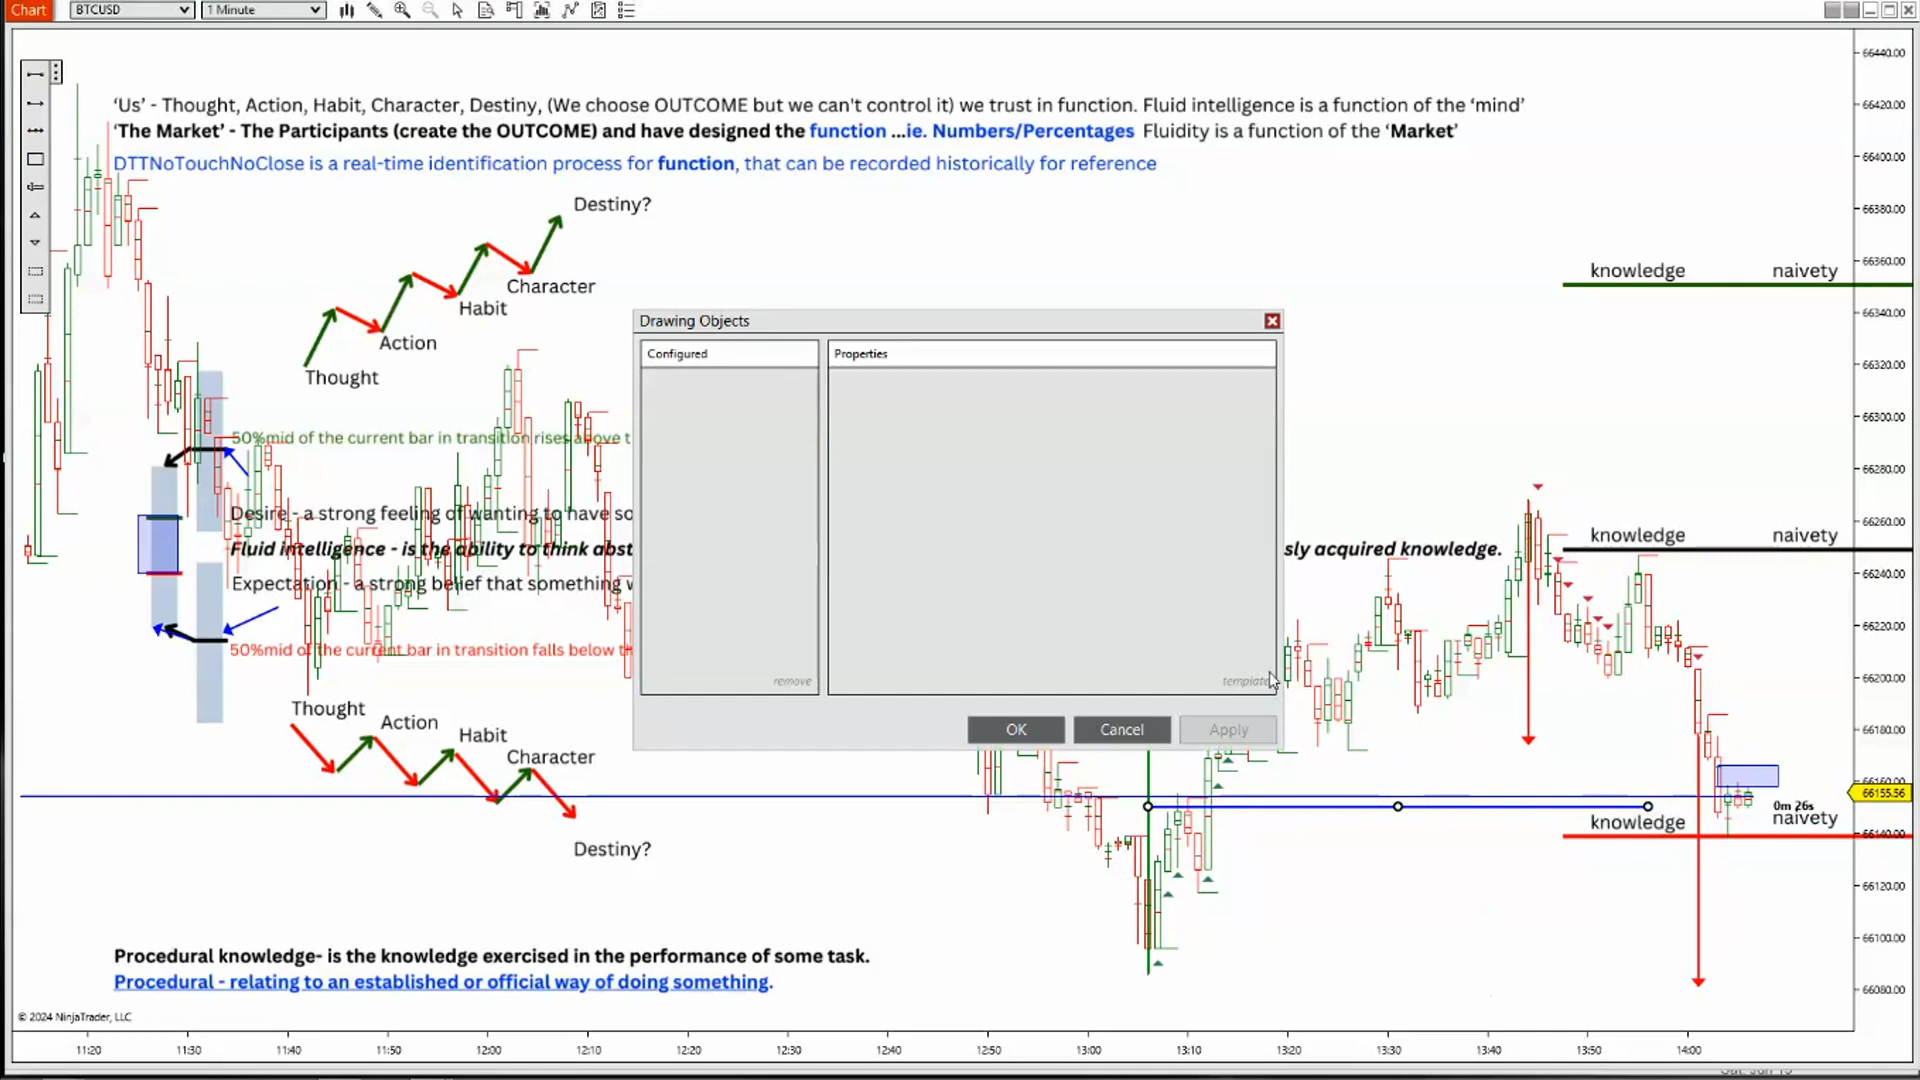 Chart BTCUSD 1 Minute
'Us' - Thought, Action, Habit, Character, Destiny, (We choose OUTCOME but we can't control it) we trust in function. Fluid intelligence is a function of the 'mind'
'The Market' - The Participants (create the OUTCOME) and have designed the function ...ie. Numbers/Percentages Fluidity is a function of the 'Market'
DTTNoTouchNoClose is a real-time identification process for function, that can be recorded historically for reference
Destiny?
Character
Habit
Action
Thought
knowledge naivety
Drawing Objects
Configured
Properties
remove
template
OK Cancel Apply
50%mid of the current bar in transition rises above t
Desire - a strong feeling of wanting to have so
Fluid intelligence - is the ability to think abst
sly acquired knowledge.
Expectation - a strong belief that something w
50%mid of the current bar in transition falls below th
knowledge naivety
Thought
Action
Habit
Character
Destiny?
0m 26s
knowledge naivety
Procedural knowledge- is the knowledge exercised in the performance of some task.
Procedural - relating to an established or official way of doing something.
© 2024 NinjaTrader, LLC
66440.00
66420.00
66400.00
66380.00
66360.00
66340.00
66320.00
66300.00
66280.00
66260.00
66240.00
66220.00
66200.00
66180.00
66160.00
66155.56
66140.00
66120.00
66100.00
66080.00
11:20 11:30 11:40 11:50 12:00 12:10 12:20 12:30 12:40 12:50 13:00 13:10 13:20 13:30 13:40 13:50 14:00